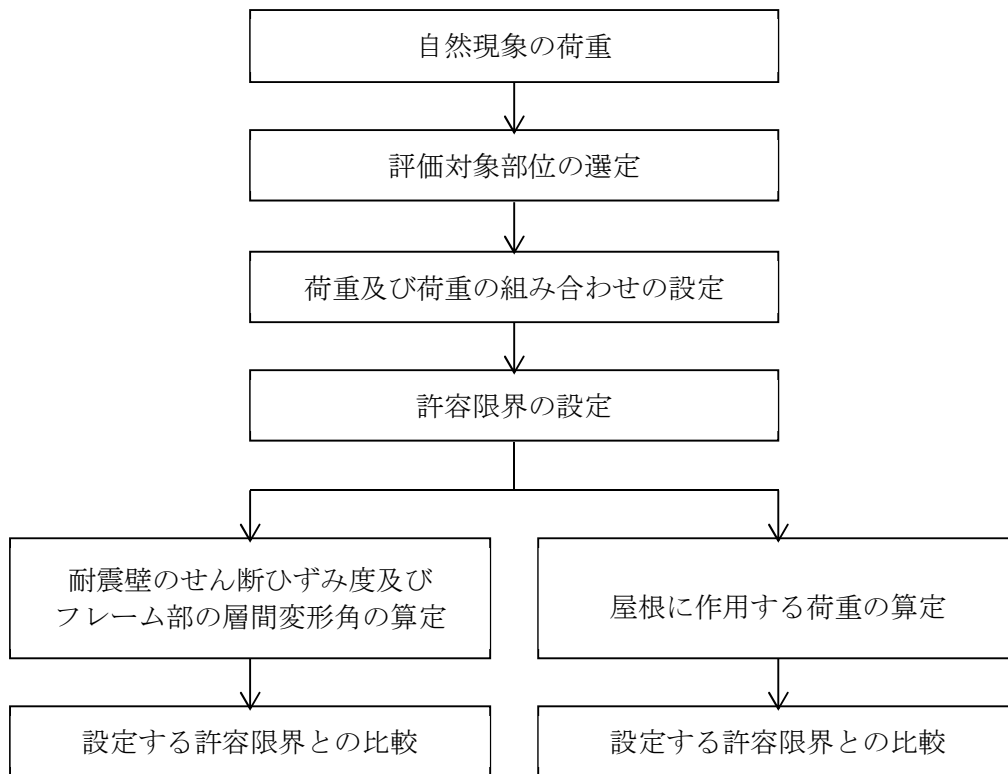 自然現象の荷重
評価対象部位の選定
荷重及び荷重の組み合わせの設定
許容限界の設定
耐震壁のせん断ひずみ度及び
フレーム部の層間変形角の算定
屋根に作用する荷重の算定
設定する許容限界との比較
設定する許容限界との比較